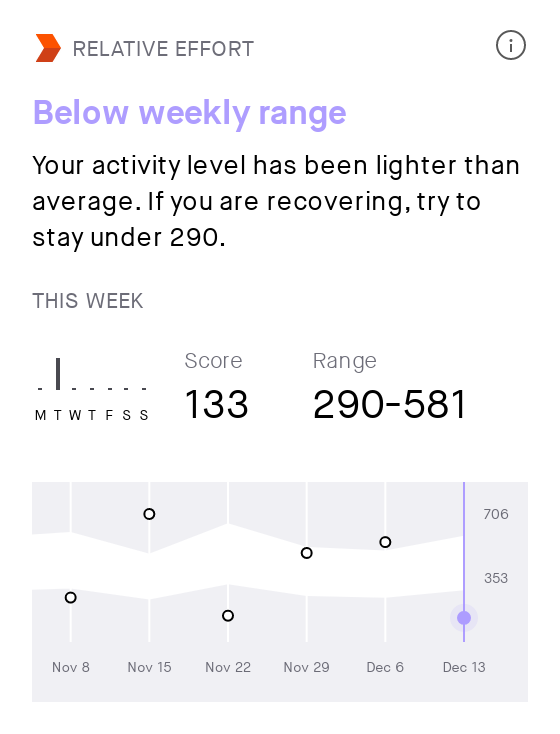 RELATIVE EFFORT
Below weekly range
Your activity level has been lighter than
average. If you are recovering, try to
stay under 290.
THIS WEEK
Score Range
133 290-581
M T W T F S S
706
353
Nov 8 Nov 15 Nov 22 Nov 29 Dec 6 Dec 13